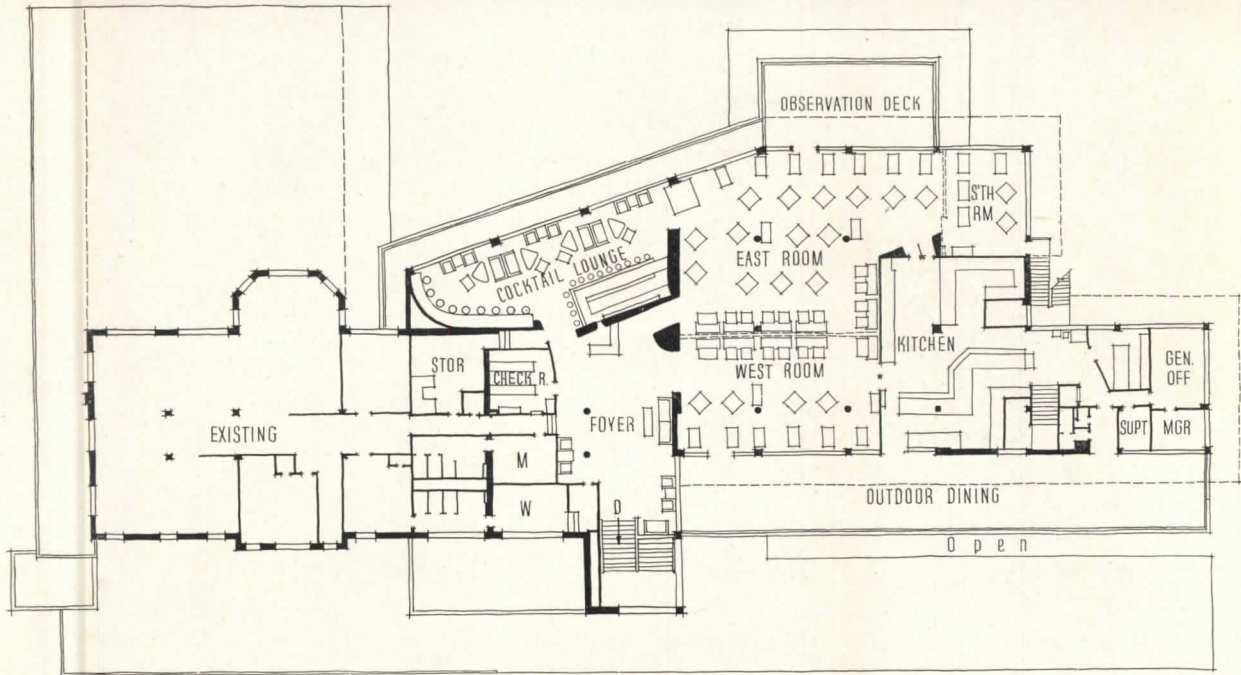 OBSERVATION DECK
S'TH
RM
EAST ROOM
COCKTAIL LOUNGE
KITCHEN
STOR
CHECK R.
WEST ROOM
GEN.
OFF
EXISTING
FOYER
SUPT
MGR
M
W
D
OUTDOOR DINING
Open